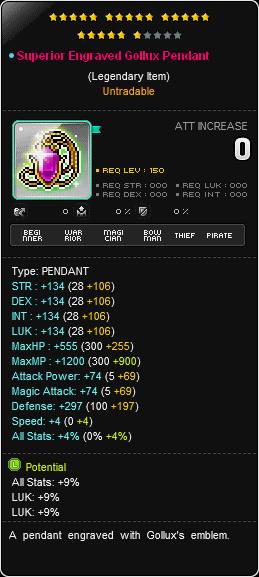 Superior Engraved Gollux Pendant
(Legendary Item)
Untradable
ATT INCREASE
0
REQ LEV : 150
REQ STR : 000
REQ LUK : 000
REQ DEX : 000
REQ INT : 000
0 0 % 0 %
BEGINNER WARRIOR MAGICIAN BOWMAN THIEF PIRATE
Type: PENDANT
STR : +134 (28 +106)
DEX : +134 (28 +106)
INT : +134 (28 +106)
LUK : +134 (28 +106)
MaxHP : +555 (300 +255)
MaxMP : +1200 (300 +900)
Attack Power: +74 (5 +69)
Magic Attack: +74 (5 +69)
Defense: +297 (100 +197)
Speed: +4 (0 +4)
All Stats: +4% (0% +4%)
L Potential
All Stats: +9%
LUK: +9%
LUK: +9%
A pendant engraved with Gollux's emblem.